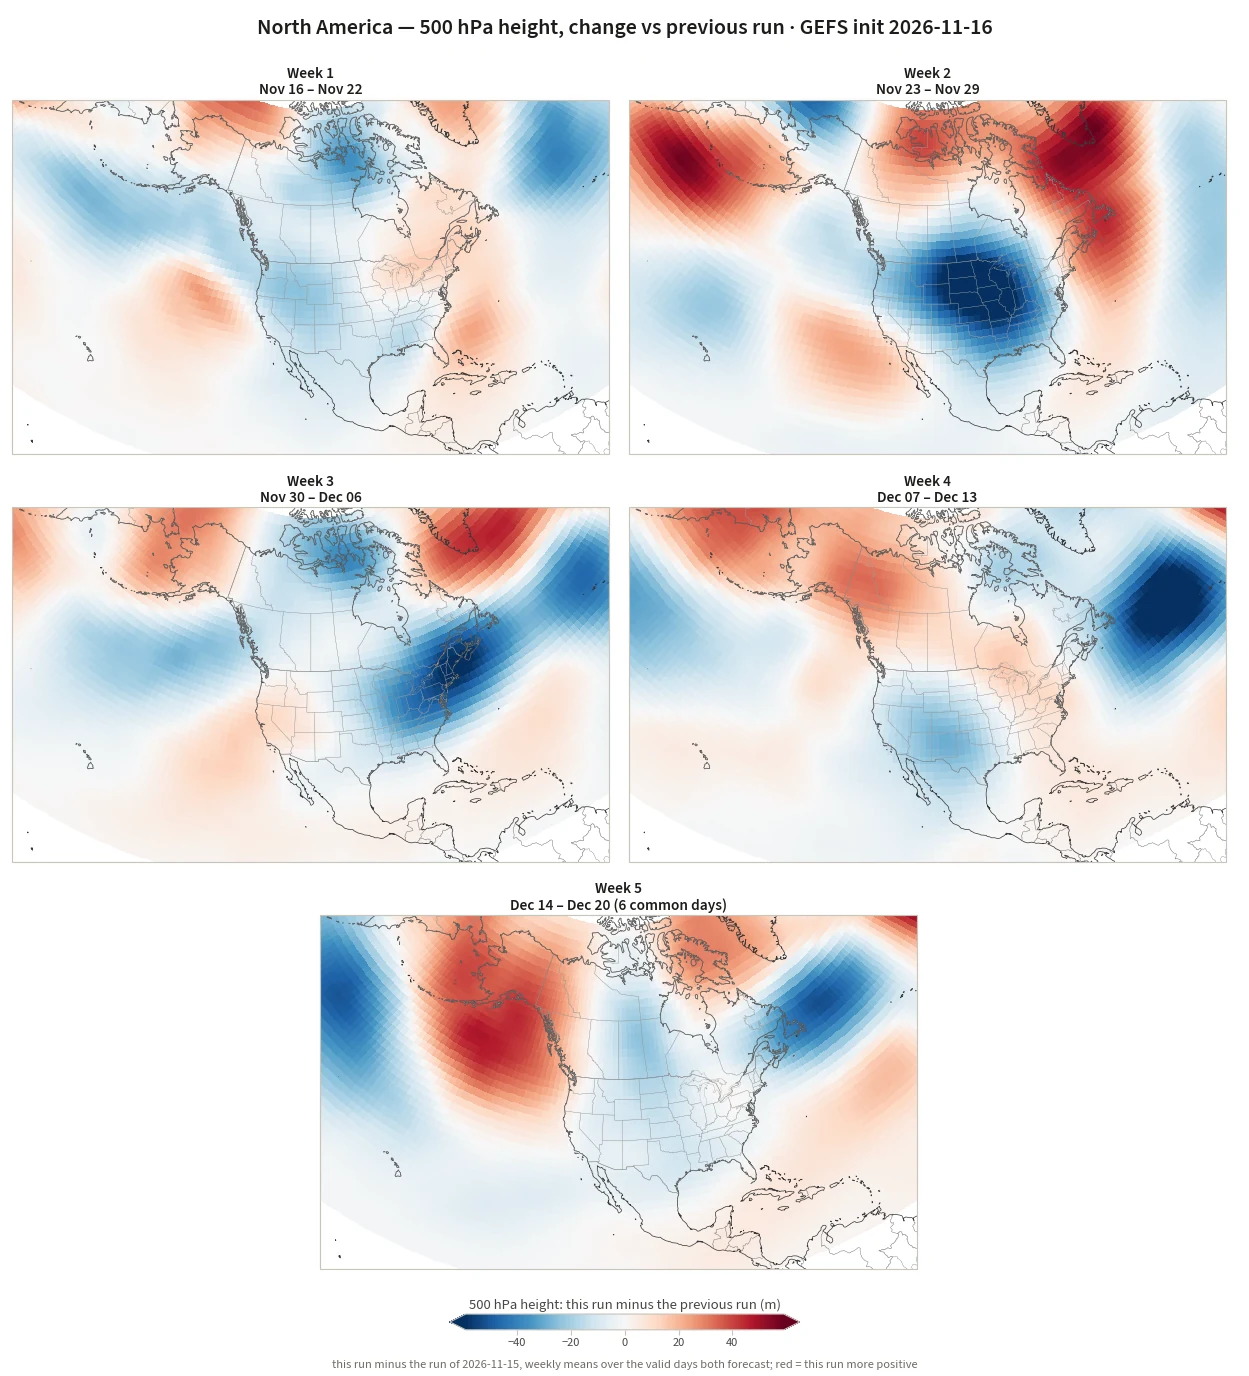 North America — 500 hPa height, change vs previous run · GEFS init 2026-11-16
Week 1
Nov 16 – Nov 22
Week 2
Nov 23 – Nov 29
Week 3
Nov 30 – Dec 06
Week 4
Dec 07 – Dec 13
Week 5
Dec 14 – Dec 20 (6 common days)
500 hPa height: this run minus the previous run (m)
−40 −20 0 20 40
this run minus the run of 2026-11-15, weekly means over the valid days both forecast; red = this run more positive